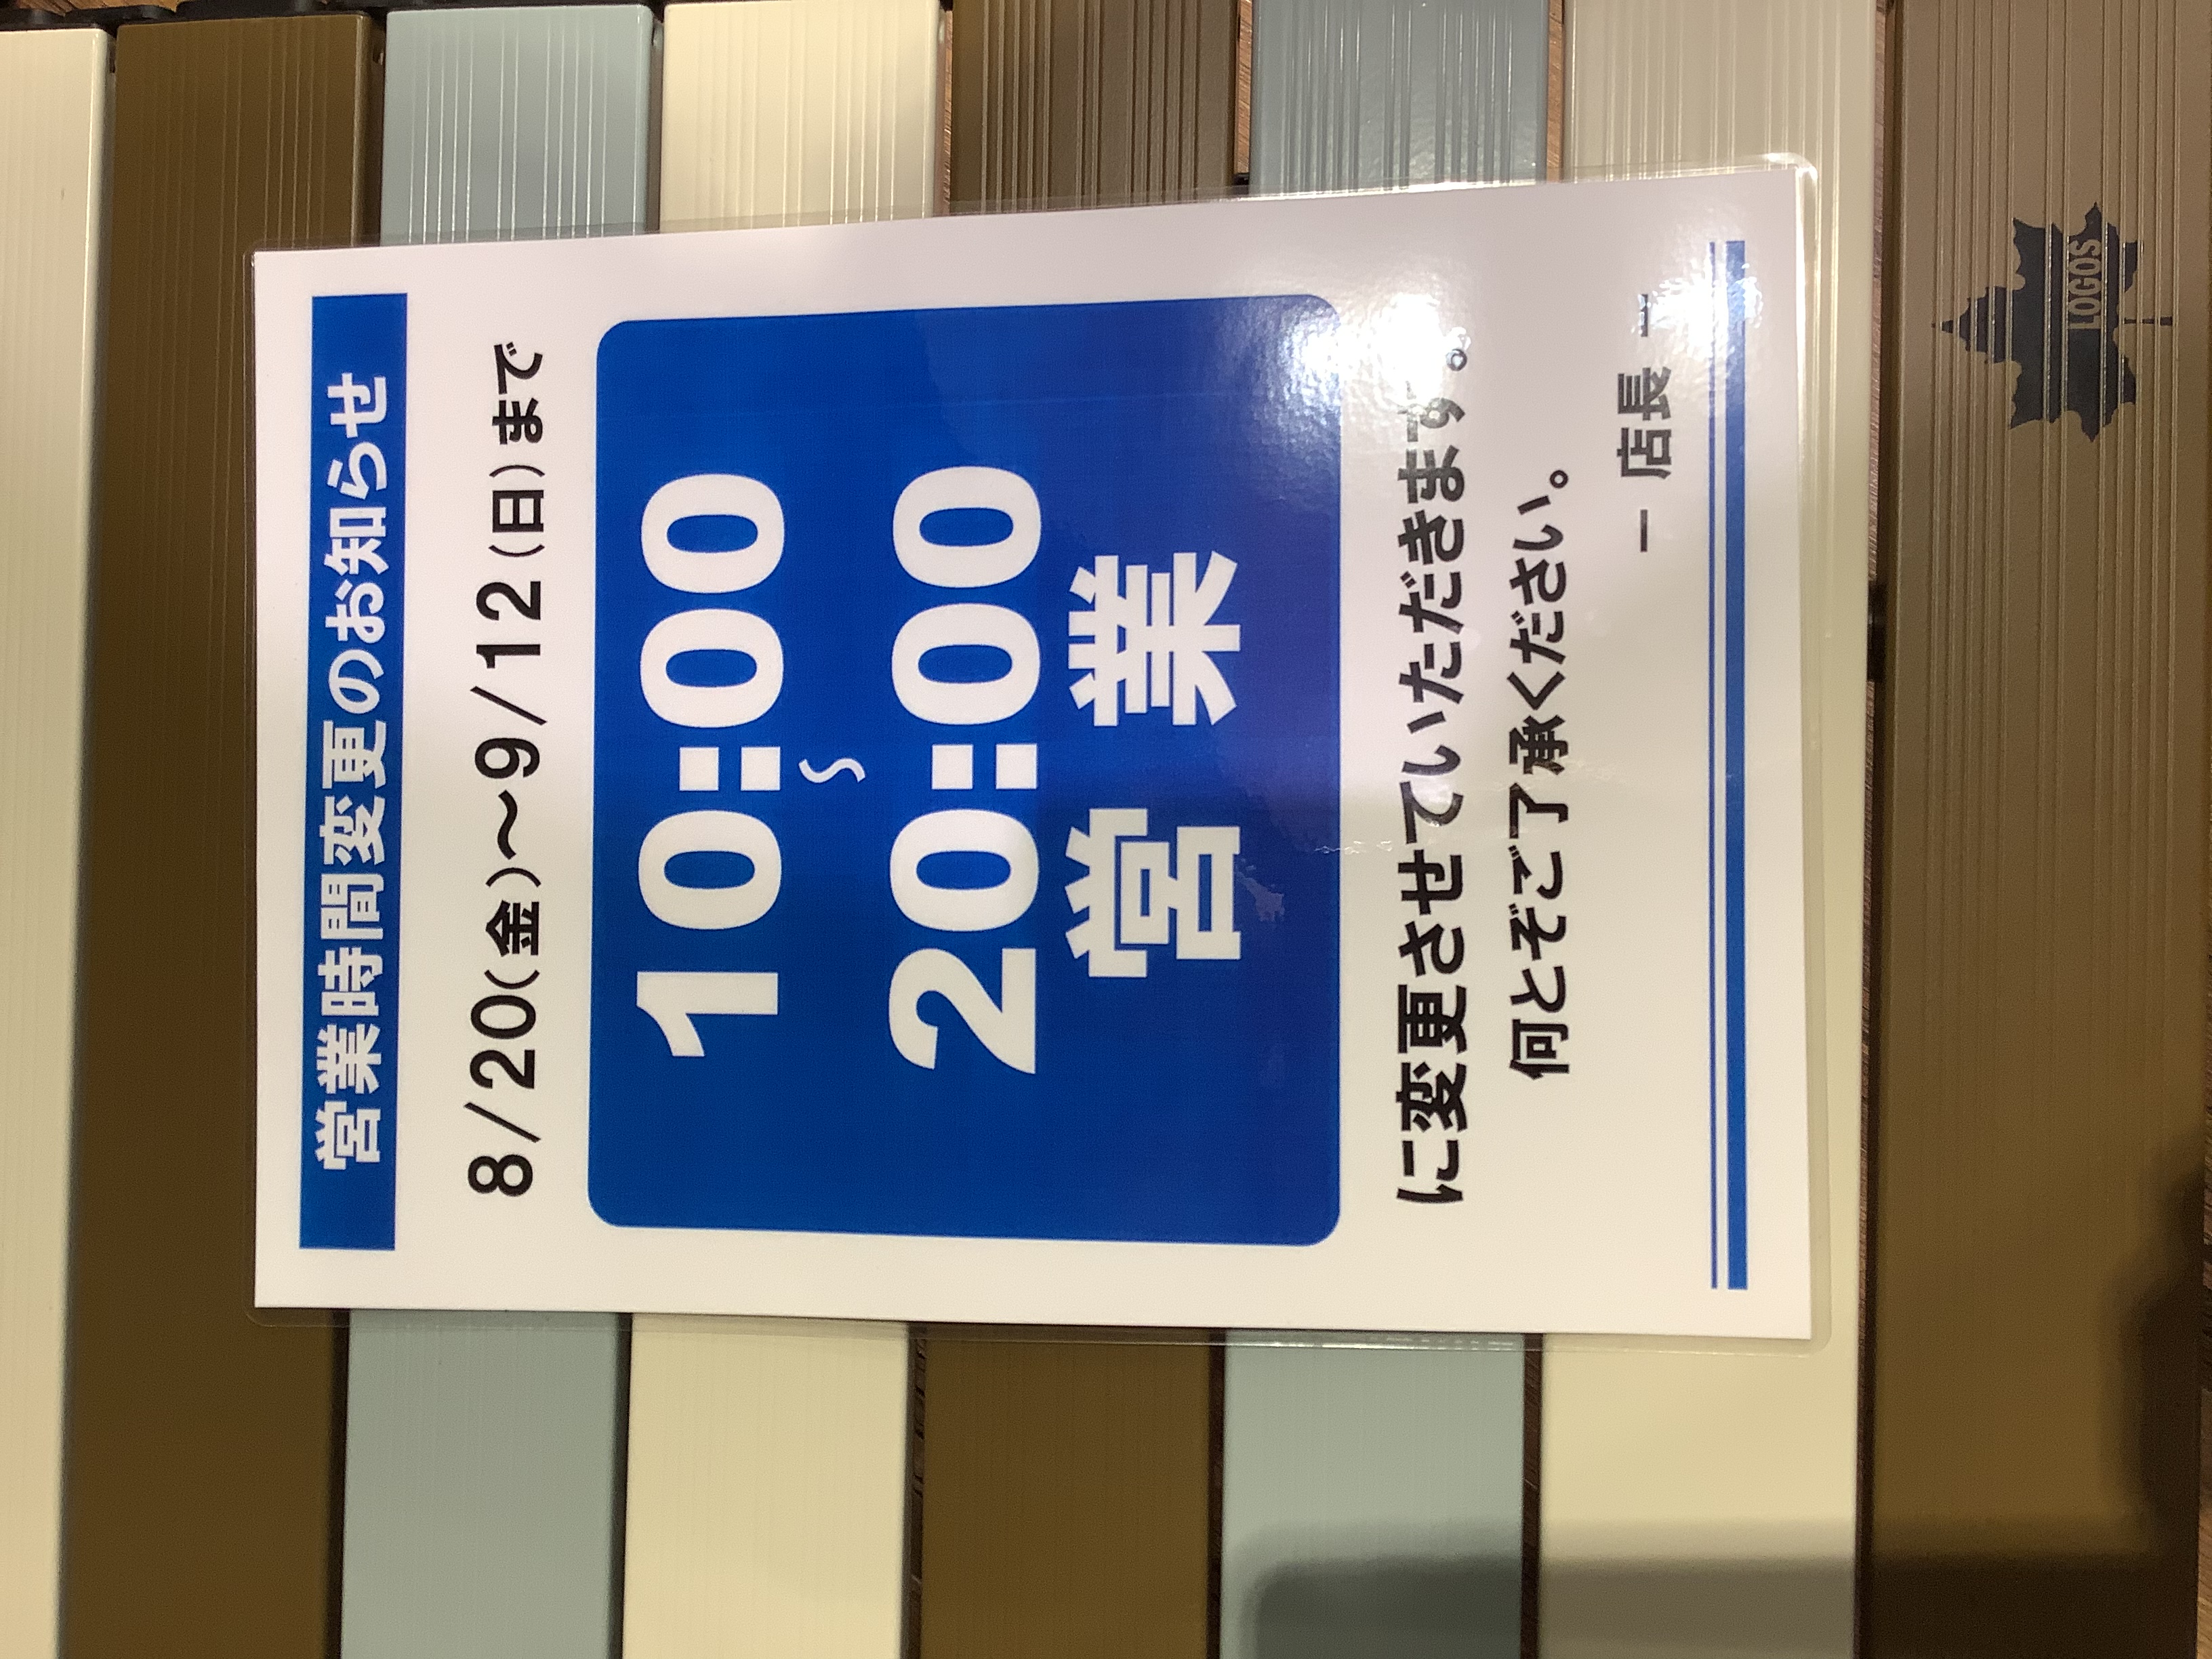 営業時間変更のお知らせ
8/20(金)～9/12(日)まで
10:00
～
20:00
営業
に変更させていただきます。
何とぞご了承ください。
－ 店長 －
LOGOS